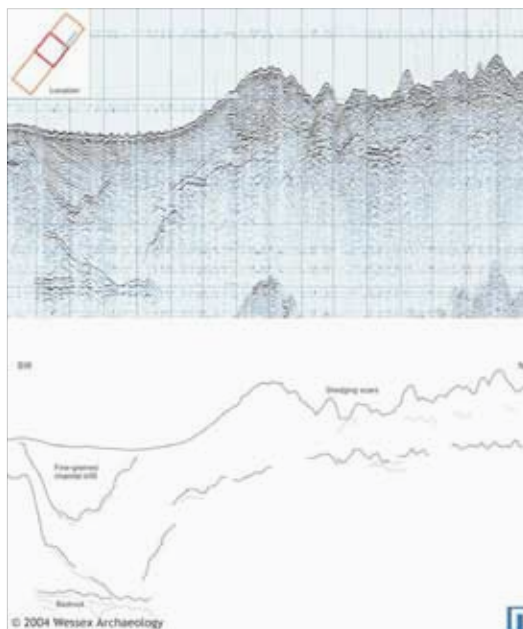 Location
SW
N
Dredging scars
Fine-grained
channel infill
Bedrock
© 2004 Wessex Archaeology